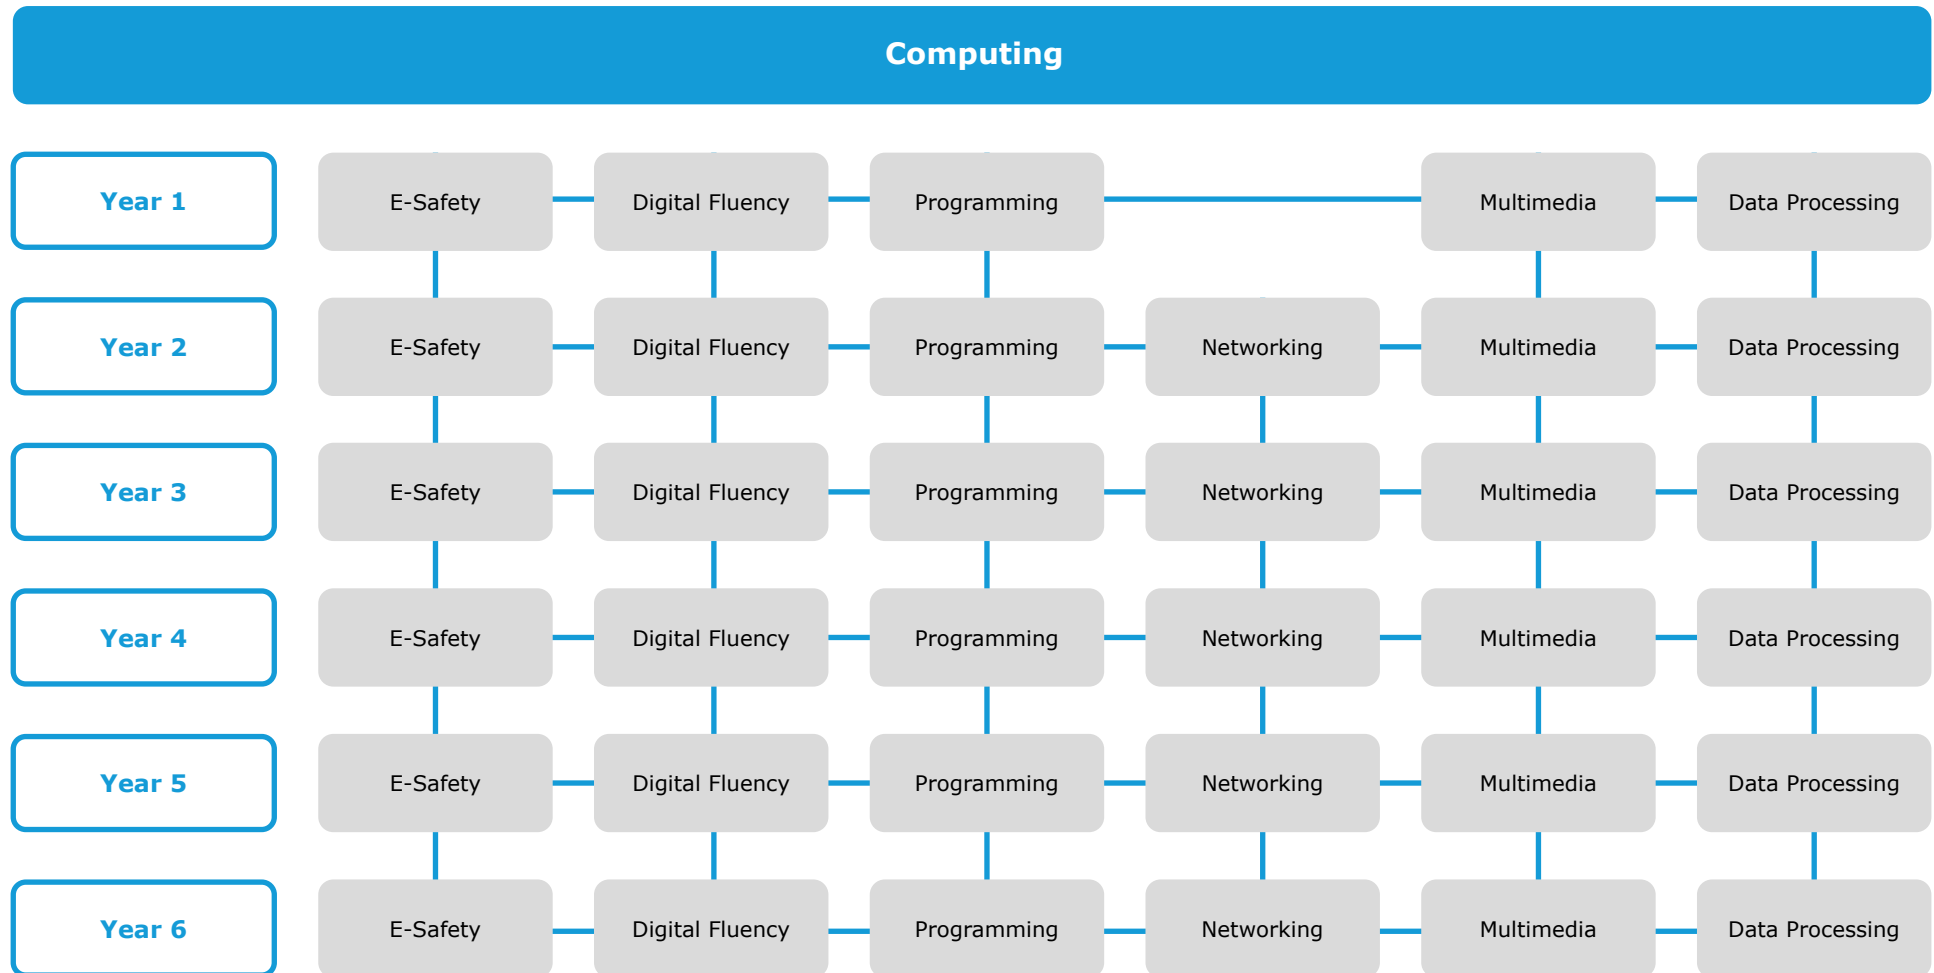 Computing
Year 1
E-Safety
Digital Fluency
Programming
Multimedia
Data Processing
Year 2
E-Safety
Digital Fluency
Programming
Networking
Multimedia
Data Processing
Year 3
E-Safety
Digital Fluency
Programming
Networking
Multimedia
Data Processing
Year 4
E-Safety
Digital Fluency
Programming
Networking
Multimedia
Data Processing
Year 5
E-Safety
Digital Fluency
Programming
Networking
Multimedia
Data Processing
Year 6
E-Safety
Digital Fluency
Programming
Networking
Multimedia
Data Processing